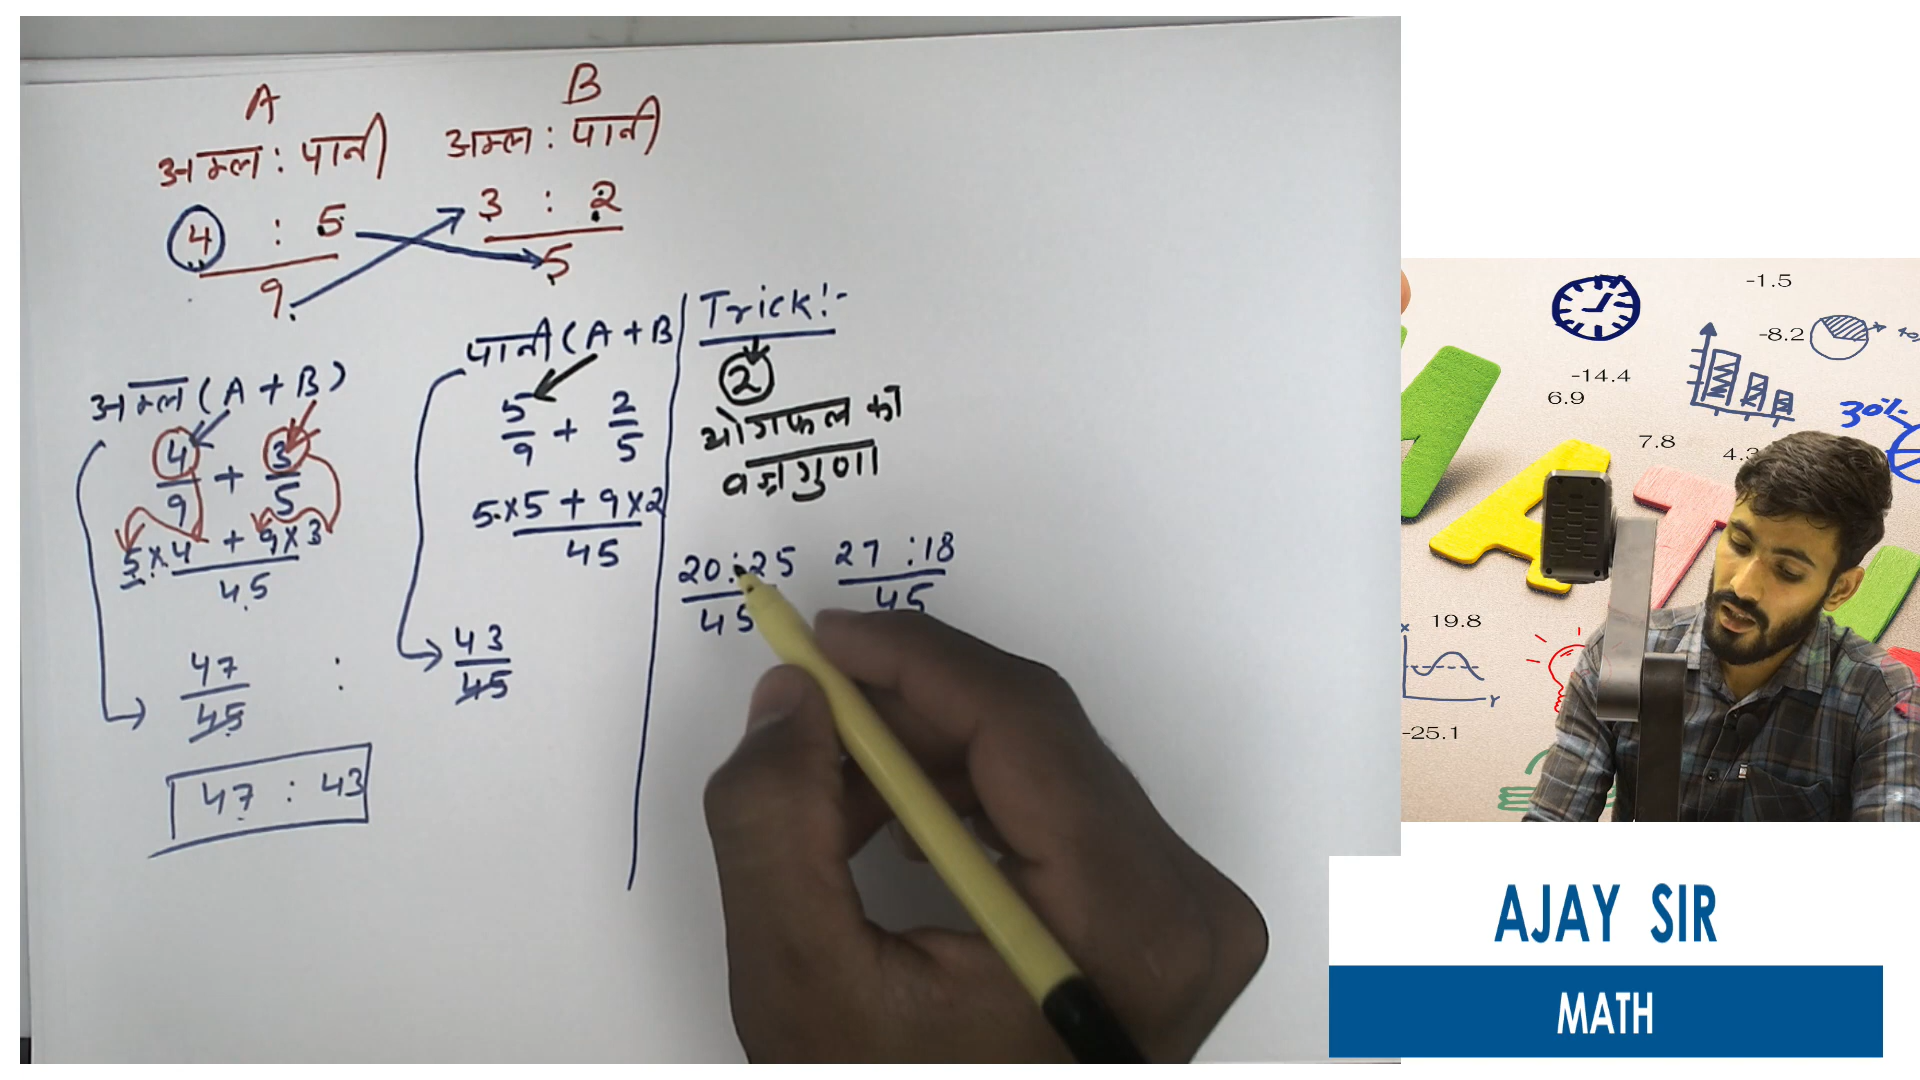 A
B
अम्ल : पानी
अम्ल : पानी
4 : 5
9
3 : 2
5
अम्ल (A + B)
4/9 + 3/5
5×4 + 9×3
45
47
45
:
पानी (A + B
5/9 + 2/5
5×5 + 9×2
45
43
45
47 : 43
Trick:-
2
योगफल को
वज्रगुणा
20:25
45
27 :18
45
-1.5
-8.2
-14.4
6.9
7.8
4.3
30%
19.8
x
Y
-25.1
MAT
AJAY SIR
MATH